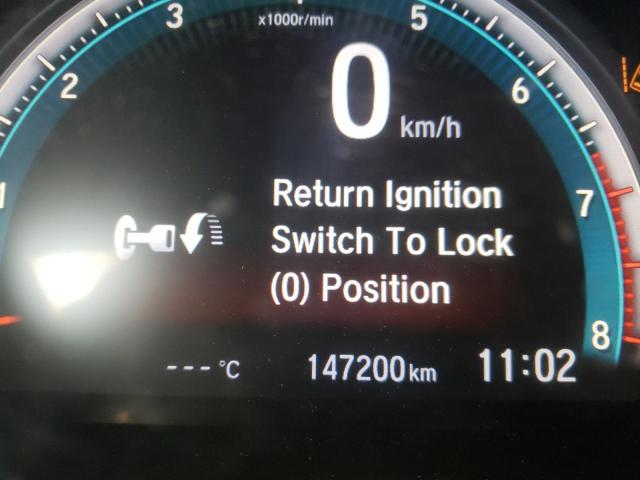 3
x1000r/min
5
2
0 km/h
6
Return Ignition
1
Switch To Lock
7
(0) Position
8
---°C 147200km 11:02